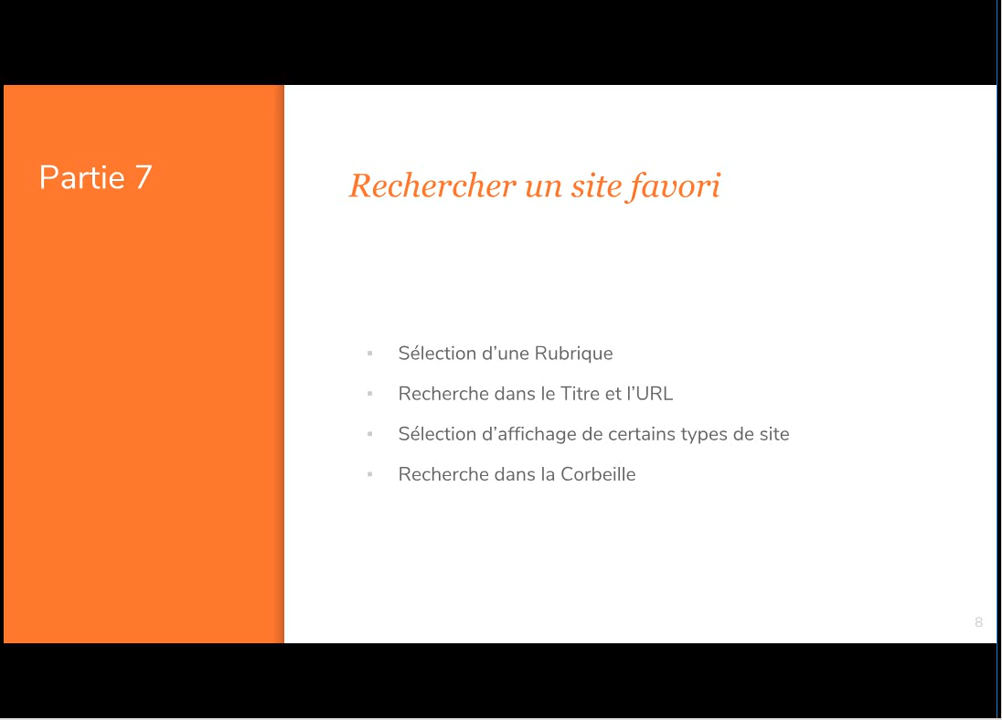 Partie 7
Rechercher un site favori
▪ Sélection d’une Rubrique
▪ Recherche dans le Titre et l’URL
▪ Sélection d’affichage de certains types de site
▪ Recherche dans la Corbeille
8